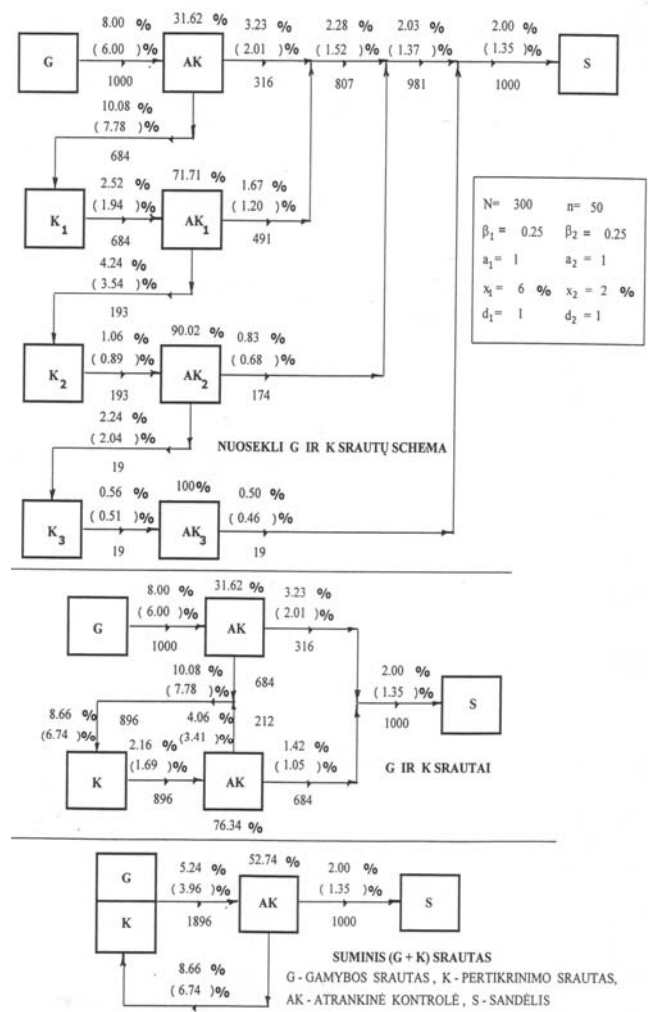 8.00 % 31.62 % 3.23 % 2.28 % 2.03 % 2.00 %
( 6.00 )% ( 2.01 )% ( 1.52 )% ( 1.37 )% ( 1.35 )%
G AK S
1000 316 807 981 1000
10.08 %
( 7.78 )%
684
71.71 %
2.52 % 1.67 %
( 1.94 )% ( 1.20 )%
K1 AK1
684 491
4.24 %
( 3.54 )%
193
90.02 %
1.06 % 0.83 %
( 0.89 )% ( 0.68 )%
K2 AK2
193 174
2.24 %
( 2.04 )%
19
NUOSEKLI G IR K SRAUTŲ SCHEMA
100%
0.56 % 0.50 %
( 0.51 )% ( 0.46 )%
K3 AK3
19 19
N= 300 n= 50
β1 = 0.25 β2 = 0.25
a1 = 1 a2 = 1
x1= 6 % x2 = 2 %
d1= 1 d2 = 1
8.00 % 31.62 % 3.23 %
( 6.00 )% ( 2.01 )%
G AK
1000 316
10.08 %
( 7.78 )% 684
2.00 %
( 1.35 )%
S
1000
8.66 % 896 4.06 % 212
(6.74 )% (3.41 )%
2.16 % 1.42 %
(1.69 )% ( 1.05 )%
K AK
896 684
76.34 %
G IR K SRAUTAI
5.24 % 52.74 % 2.00 %
( 3.96 )% ( 1.35 )%
G
K AK S
1896 1000
8.66 %
( 6.74 )%
SUMINIS (G + K) SRAUTAS
G - GAMYBOS SRAUTAS , K - PERTIKRINIMO SRAUTAS,
AK - ATRANKINĖ KONTROLĖ , S - SANDĖLIS